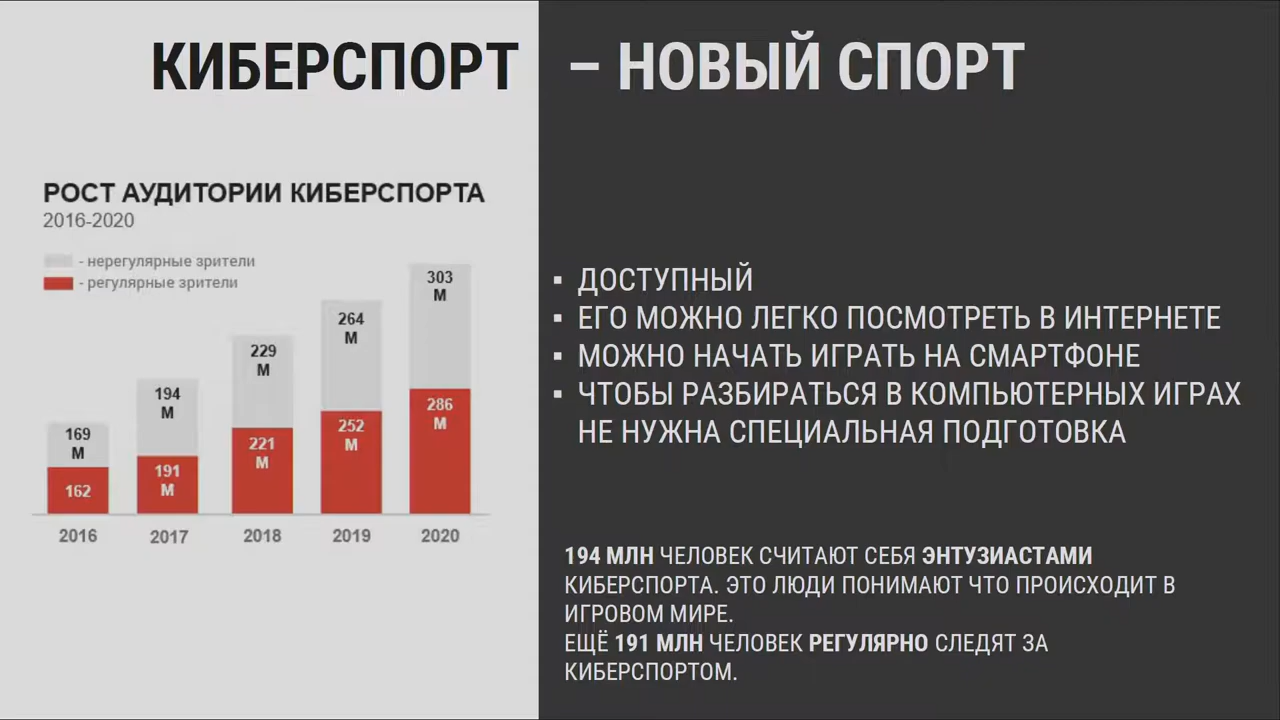 КИБЕРСПОРТ – НОВЫЙ СПОРТ
РОСТ АУДИТОРИИ КИБЕРСПОРТА
2016-2020
- нерегулярные зрители
- регулярные зрители
169
М
162
2016
194
М
191
М
2017
229
М
221
М
2018
264
М
252
М
2019
303
М
286
М
2020
▪ ДОСТУПНЫЙ
▪ ЕГО МОЖНО ЛЕГКО ПОСМОТРЕТЬ В ИНТЕРНЕТЕ
▪ МОЖНО НАЧАТЬ ИГРАТЬ НА СМАРТФОНЕ
▪ ЧТОБЫ РАЗБИРАТЬСЯ В КОМПЬЮТЕРНЫХ ИГРАХ
НЕ НУЖНА СПЕЦИАЛЬНАЯ ПОДГОТОВКА
194 МЛН ЧЕЛОВЕК СЧИТАЮТ СЕБЯ ЭНТУЗИАСТАМИ
КИБЕРСПОРТА. ЭТО ЛЮДИ ПОНИМАЮТ ЧТО ПРОИСХОДИТ В
ИГРОВОМ МИРЕ.
ЕЩЁ 191 МЛН ЧЕЛОВЕК РЕГУЛЯРНО СЛЕДЯТ ЗА
КИБЕРСПОРТОМ.